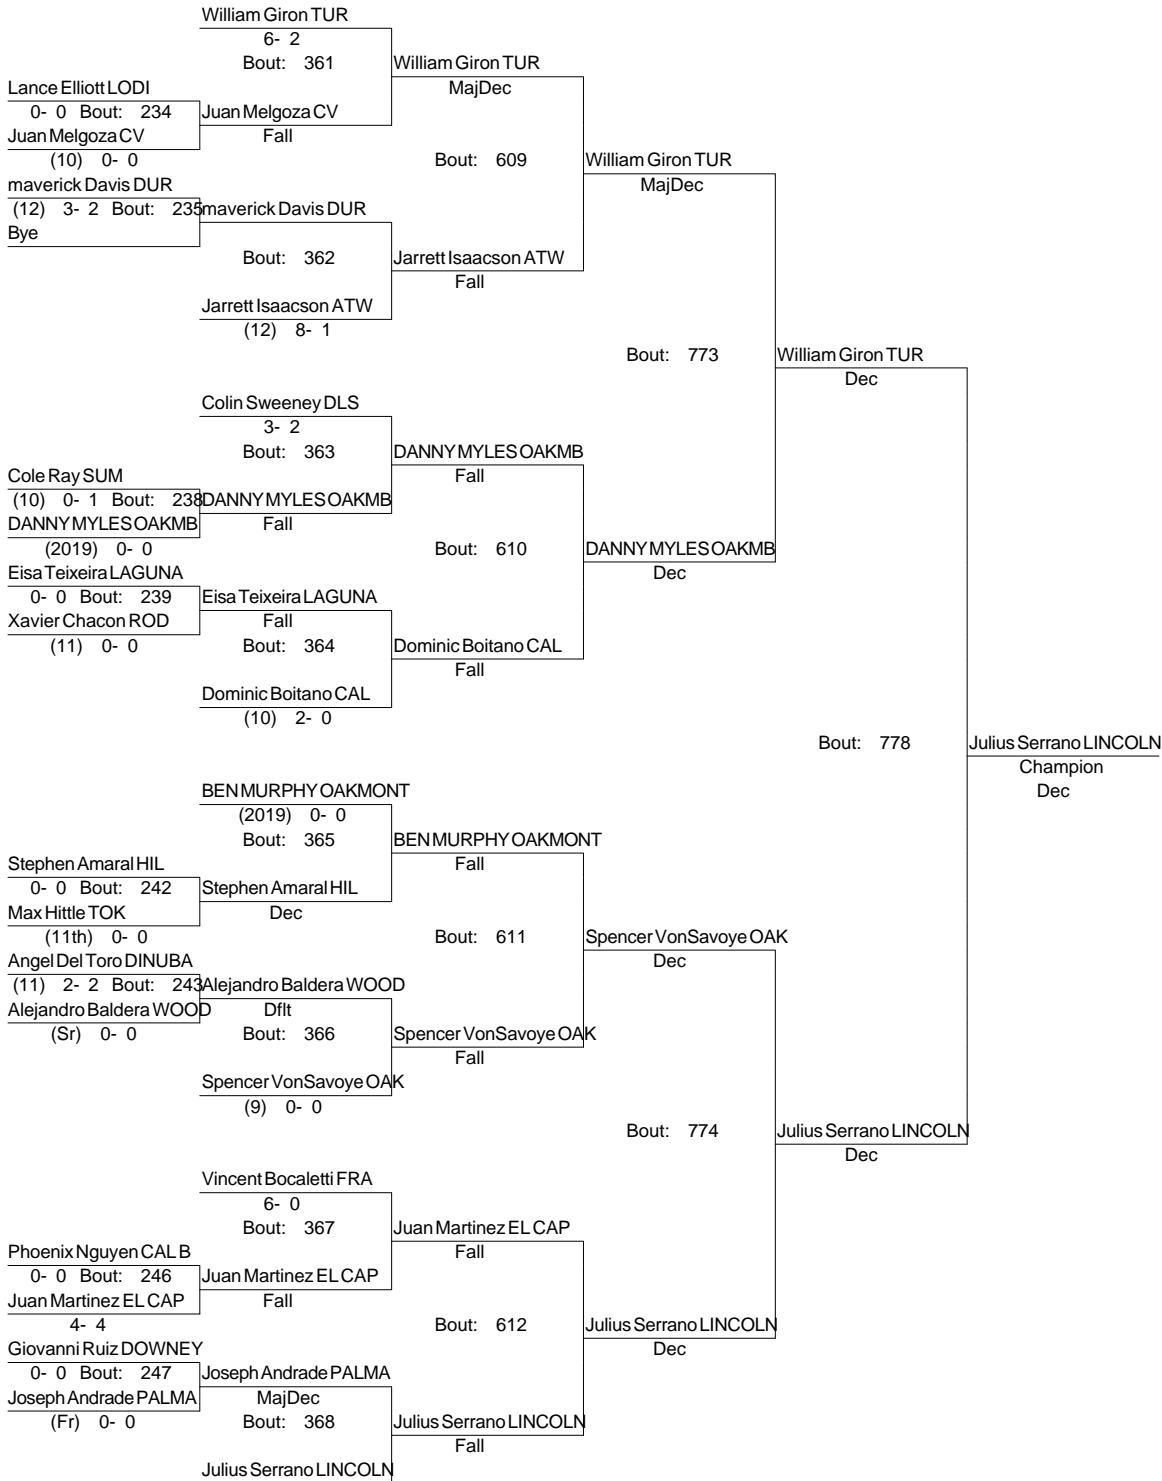 William Giron TUR
6- 2
Bout: 361
William Giron TUR
MajDec
Lance Elliott LODI
0- 0 Bout: 234
Juan Melgoza CV
Fall
Juan Melgoza CV
(10) 0- 0
Bout: 609
William Giron TUR
MajDec
maverick Davis DUR
(12) 3- 2 Bout: 235
maverick Davis DUR
Bye
Bout: 362
Jarrett Isaacson ATW
Fall
Jarrett Isaacson ATW
(12) 8- 1
Bout: 773
William Giron TUR
Dec
Colin Sweeney DLS
3- 2
Bout: 363
DANNY MYLES OAKMB
Fall
Cole Ray SUM
(10) 0- 1 Bout: 238
DANNY MYLES OAKMB
Fall
DANNY MYLES OAKMB
(2019) 0- 0
Bout: 610
DANNY MYLES OAKMB
Dec
Eisa Teixeira LAGUNA
0- 0 Bout: 239
Eisa Teixeira LAGUNA
Fall
Xavier Chacon ROD
(11) 0- 0
Bout: 364
Dominic Boitano CAL
Fall
Dominic Boitano CAL
(10) 2- 0
Bout: 778
Julius Serrano LINCOLN
Champion
Dec
BEN MURPHY OAKMONT
(2019) 0- 0
Bout: 365
BEN MURPHY OAKMONT
Fall
Stephen Amaral HIL
0- 0 Bout: 242
Stephen Amaral HIL
Dec
Max Hittle TOK
(11th) 0- 0
Bout: 611
Spencer VonSavoye OAK
Dec
Angel Del Toro DINUBA
(11) 2- 2 Bout: 243
Alejandro Baldera WOOD
Dflt
Alejandro Baldera WOOD
(Sr) 0- 0
Bout: 366
Spencer VonSavoye OAK
Fall
Spencer VonSavoye OAK
(9) 0- 0
Bout: 774
Julius Serrano LINCOLN
Dec
Vincent Bocaletti FRA
6- 0
Bout: 367
Juan Martinez EL CAP
Fall
Phoenix Nguyen CAL B
0- 0 Bout: 246
Juan Martinez EL CAP
Fall
Juan Martinez EL CAP
4- 4
Bout: 612
Julius Serrano LINCOLN
Dec
Giovanni Ruiz DOWNEY
0- 0 Bout: 247
Joseph Andrade PALMA
MajDec
Joseph Andrade PALMA
(Fr) 0- 0
Bout: 368
Julius Serrano LINCOLN
Fall
Julius Serrano LINCOLN